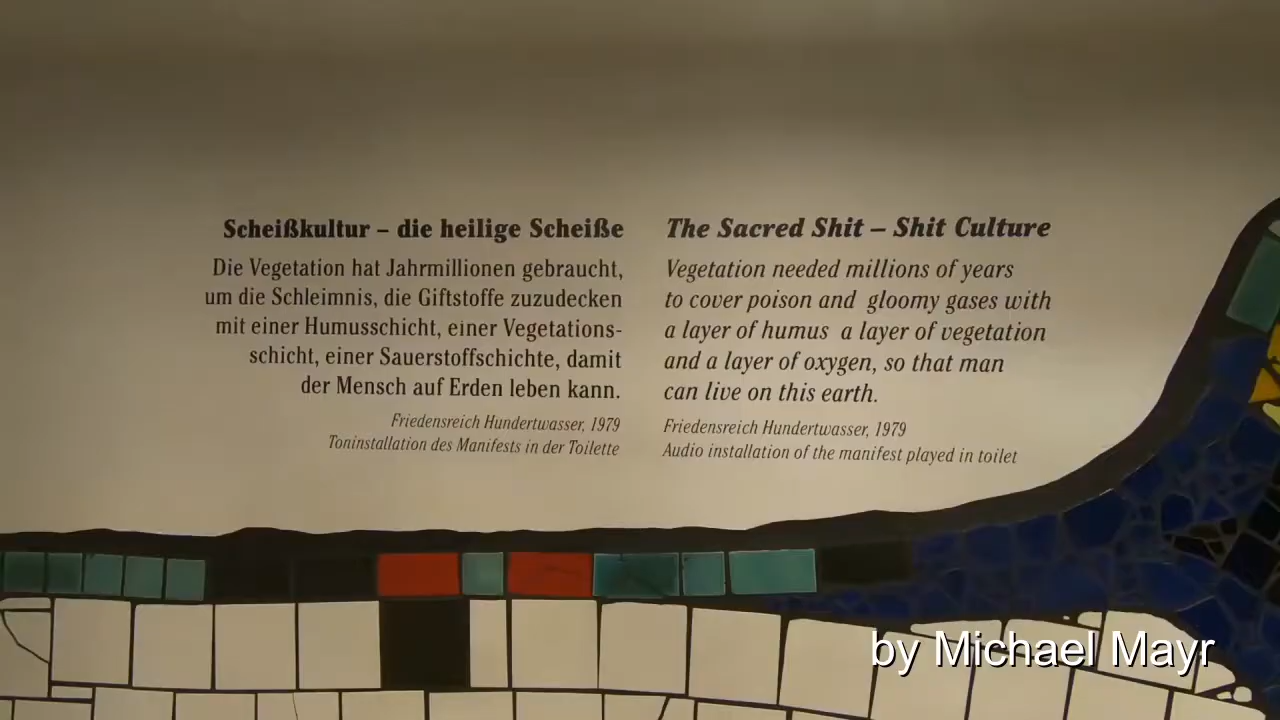 Scheißkultur – die heilige Scheiße
Die Vegetation hat Jahrmillionen gebraucht,
um die Schleimnis, die Giftstoffe zuzudecken
mit einer Humusschicht, einer Vegetations-
schicht, einer Sauerstoffschichte, damit
der Mensch auf Erden leben kann.
Friedensreich Hundertwasser, 1979
Toninstallation des Manifests in der Toilette
The Sacred Shit – Shit Culture
Vegetation needed millions of years
to cover poison and gloomy gases with
a layer of humus a layer of vegetation
and a layer of oxygen, so that man
can live on this earth.
Friedensreich Hundertwasser, 1979
Audio installation of the manifest played in toilet
by Michael Mayr